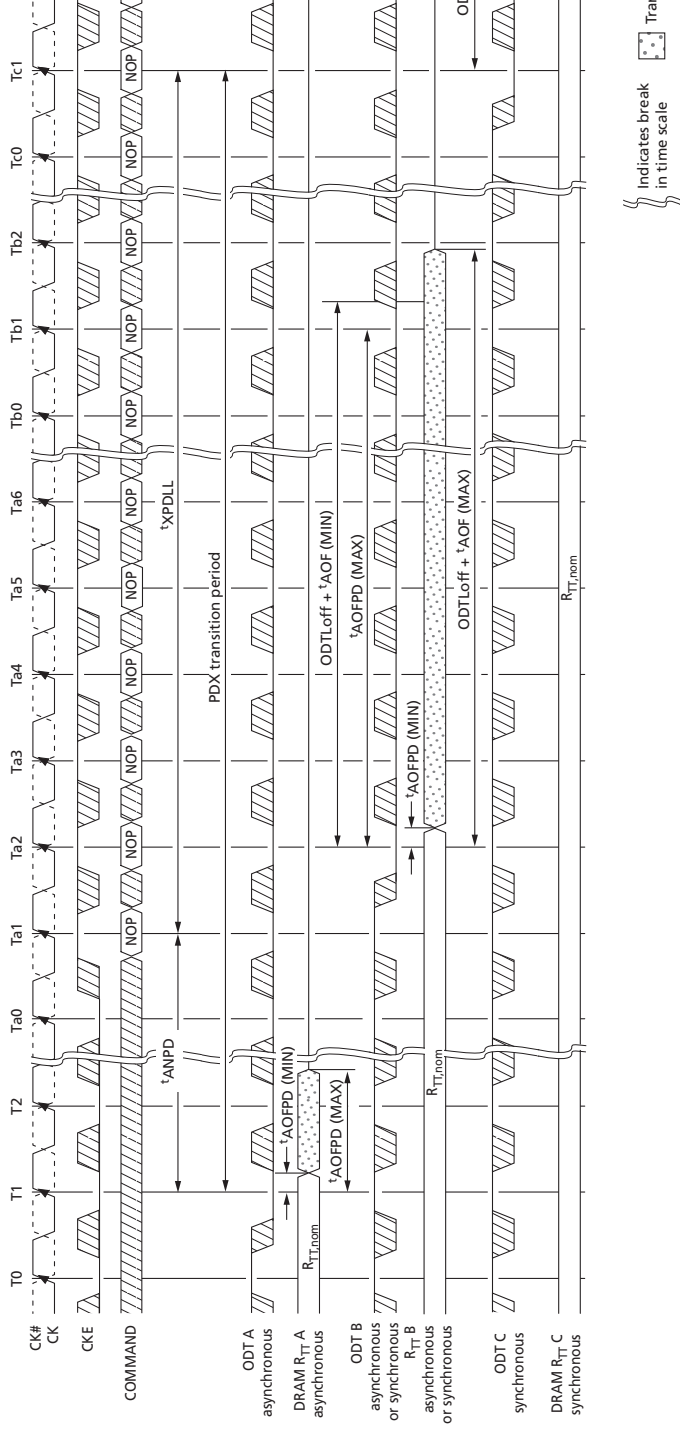 T0
T1
T2
Ta0
Ta1
Ta2
Ta3
Ta4
Ta5
Ta6
Tb0
Tb1
Tb2
Tc0
Tc1
CK#
CK
CKE
COMMAND
NOP
NOP
NOP
NOP
NOP
NOP
NOP
NOP
NOP
NOP
NOP
tANPD
tXPDLL
PDX transition period
ODT A
asynchronous
tAOFPD (MIN)
DRAM RTT A
asynchronous
RTT,nom
tAOFPD (MAX)
ODTLoff + tAOF (MIN)
tAOFPD (MAX)
ODT B
asynchronous
or synchronous
tAOFPD (MIN)
RTT B
asynchronous
or synchronous
RTT,nom
ODTLoff + tAOF (MAX)
ODT C
synchronous
DRAM RTT C
synchronous
RTT,nom
Indicates break
in time scale